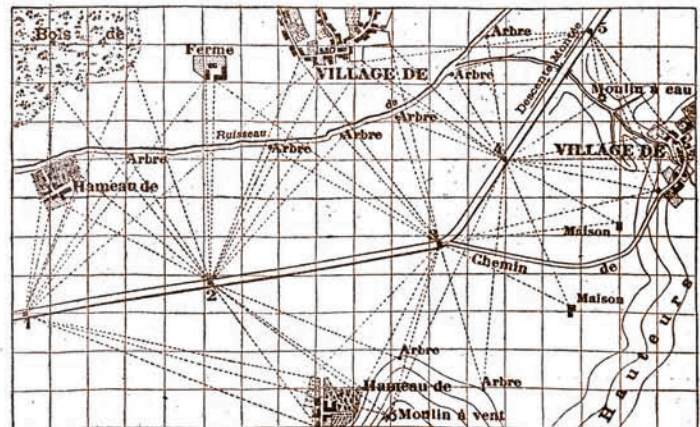 Bois de
Ferme
VILLAGE DE
Arbre
Descente Montée
5
Arbre
Moulin à eau
de
Arbre
Ruisseau
Arbre
Arbre
Arbre
4
VILLAGE DE
Hameau de
Maison
3
Chemin de
2
Maison
1
Hauteurs
Arbre
Hameau de
Arbre
Moulin à vent